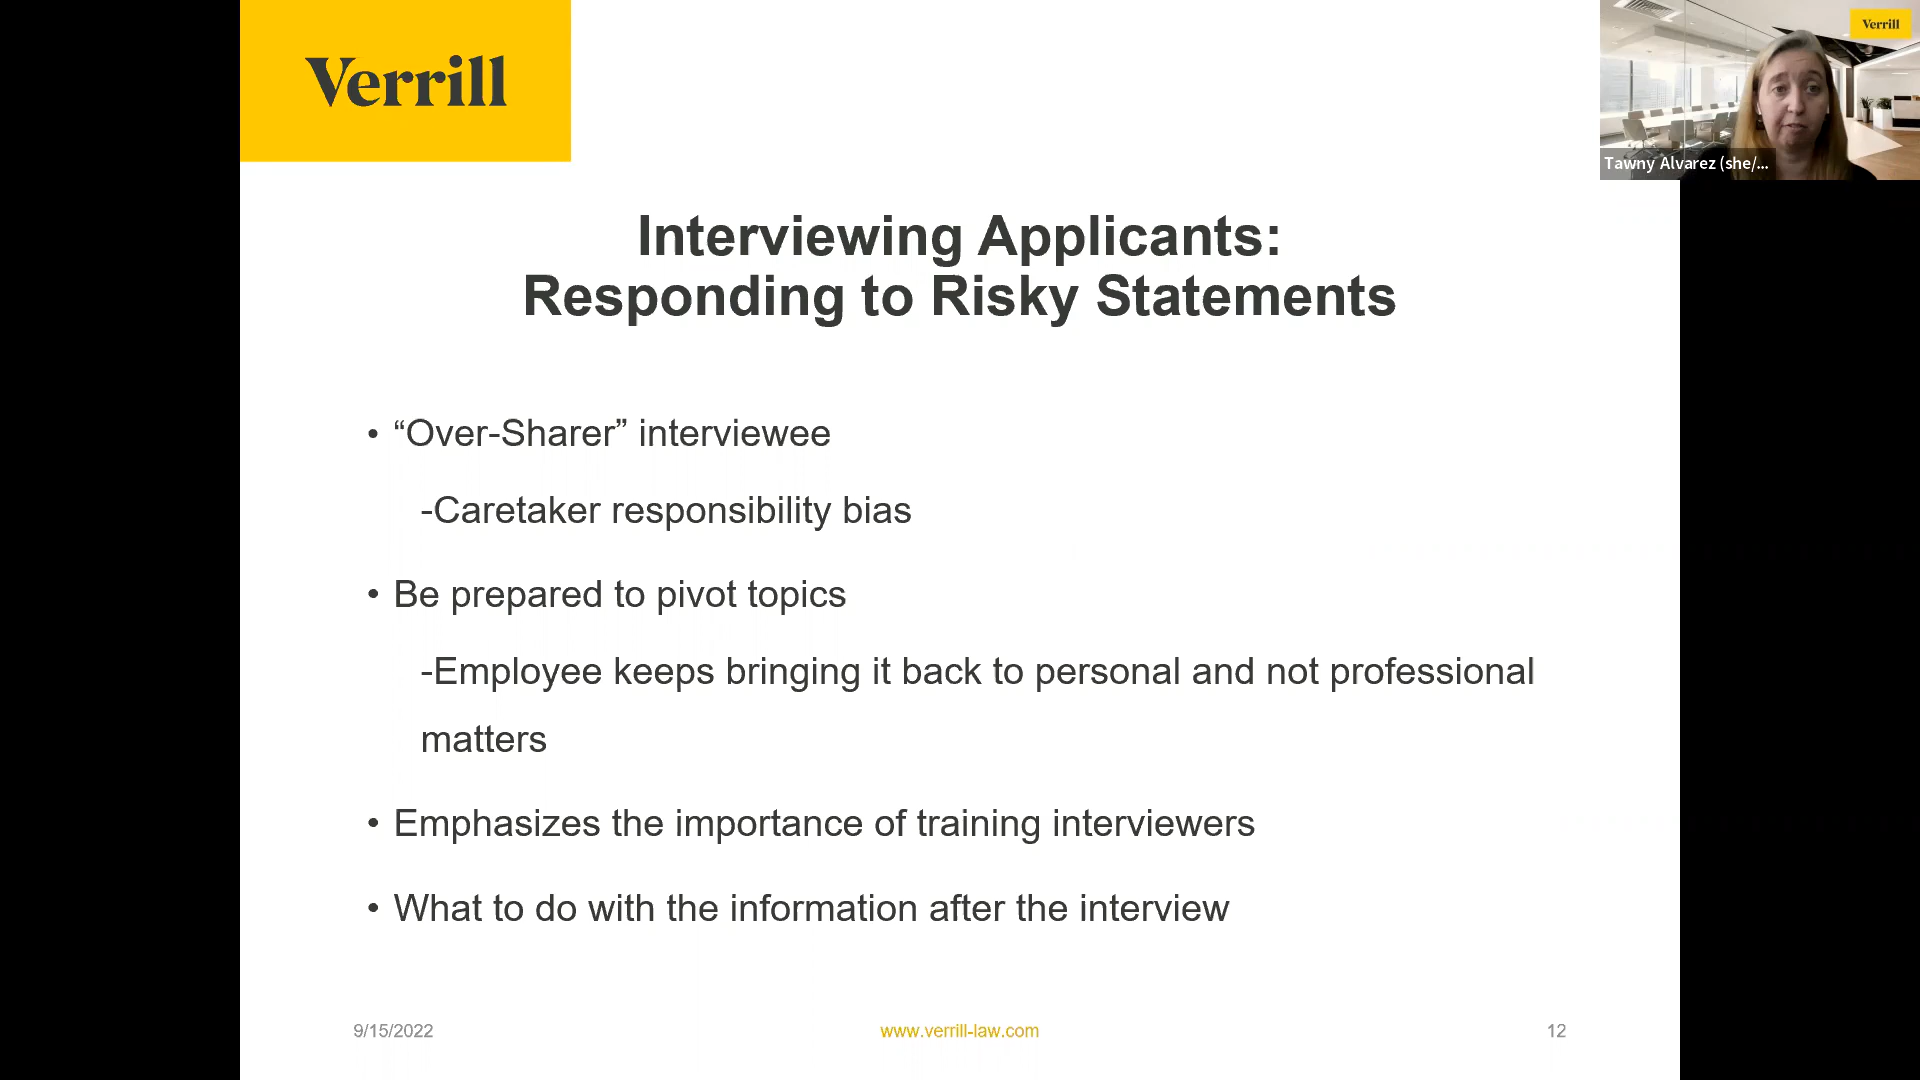 Verrill
Verrill
Tawny Alvarez (she/...
Interviewing Applicants:
Responding to Risky Statements
• “Over-Sharer” interviewee
-Caretaker responsibility bias
• Be prepared to pivot topics
-Employee keeps bringing it back to personal and not professional
matters
• Emphasizes the importance of training interviewers
• What to do with the information after the interview
9/15/2022
www.verrill-law.com
12